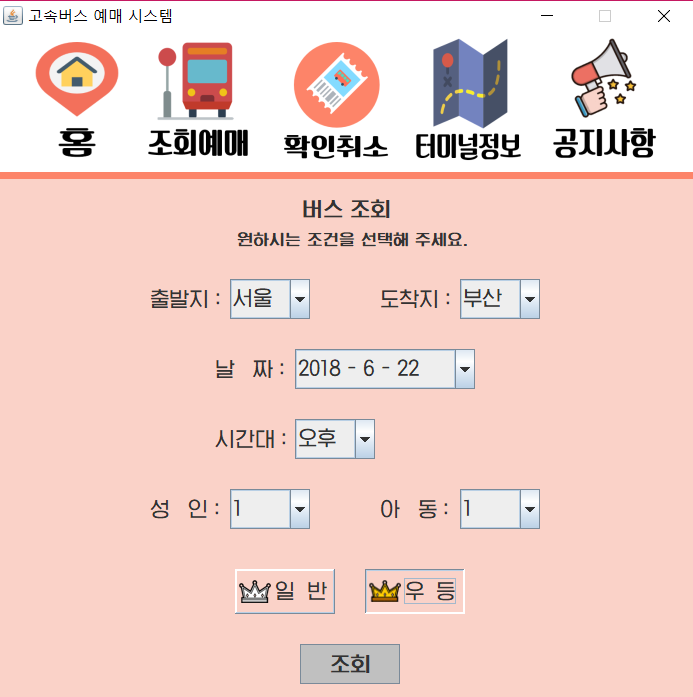 고속버스 예매 시스템
홈 조회예매 확인취소 터미널정보 공지사항
버스 조회
원하시는 조건을 선택해 주세요.
출발지 : 서울 도착지 : 부산
날 짜 : 2018 - 6 - 22
시간대 : 오후
성 인 : 1 아 동 : 1
일 반 우 등
조회